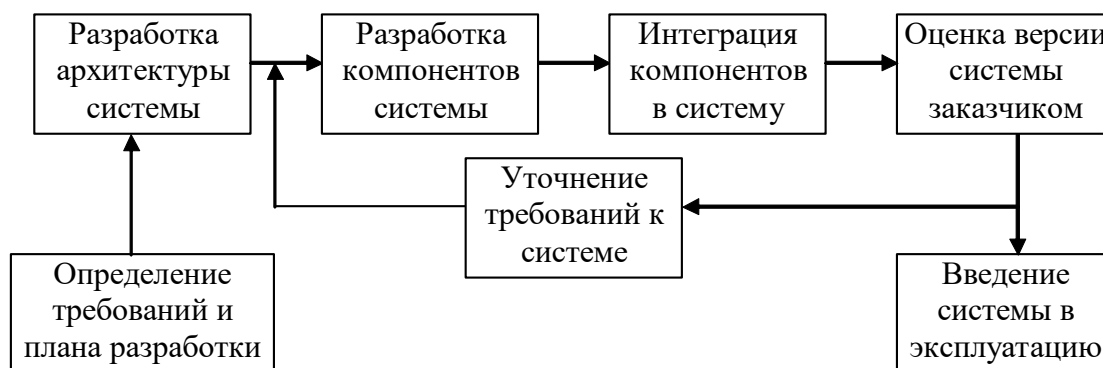 Разработка
архитектуры
системы
Разработка
компонентов
системы
Интеграция
компонентов
в систему
Оценка версии
системы
заказчиком
Уточнение
требований к
системе
Определение
требований и
плана разработки
Введение
системы в
эксплуатацию